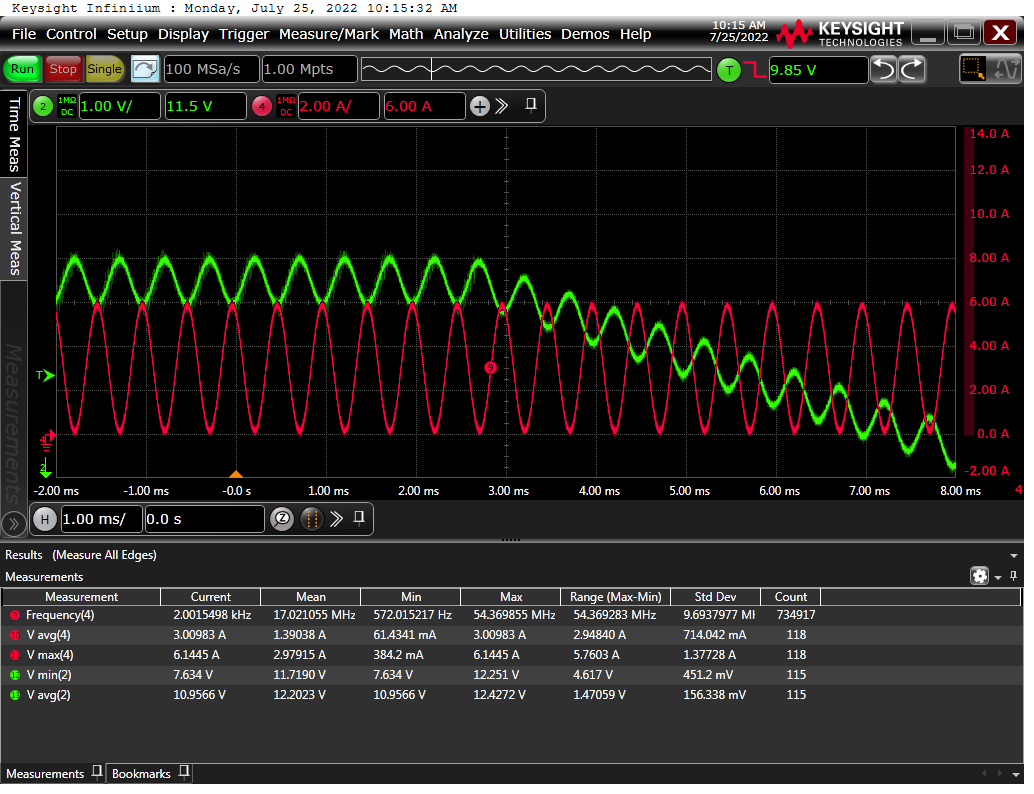 Keysight Infiniium : Monday, July 25, 2022 10:15:32 AM
File Control Setup Display Trigger Measure/Mark Math Analyze Utilities Demos Help
10:15 AM
7/25/2022
KEYSIGHT
TECHNOLOGIES
X
Run Stop Single 100 MSa/s 1.00 Mpts T 9.85 V
2 1MΩ DC 1.00 V/ 11.5 V 4 1MΩ DC 2.00 A/ 6.00 A
Time Meas
Vertical Meas
Measurements
14.0 A
12.0 A
10.0 A
8.00 A
6.00 A
4.00 A
2.00 A
0.0 A
-2.00 A
9
T
4
2
-2.00 ms -1.00 ms -0.0 s 1.00 ms 2.00 ms 3.00 ms 4.00 ms 5.00 ms 6.00 ms 7.00 ms 8.00 ms 4
H 1.00 ms/ 0.0 s Z
Results (Measure All Edges)
Measurements
Measurement Current Mean Min Max Range (Max-Min) Std Dev Count
9 Frequency(4) 2.0015498 kHz 17.021055 MHz 572.015217 Hz 54.369855 MHz 54.369283 MHz 9.6937977 MH 734917
10 V avg(4) 3.00983 A 1.39038 A 61.4341 mA 3.00983 A 2.94840 A 714.042 mA 118
11 V max(4) 6.1445 A 2.97915 A 384.2 mA 6.1445 A 5.7603 A 1.37728 A 118
12 V min(2) 7.634 V 11.7190 V 7.634 V 12.251 V 4.617 V 451.2 mV 115
13 V avg(2) 10.9566 V 12.2023 V 10.9566 V 12.4272 V 1.47059 V 156.338 mV 115
Measurements Bookmarks